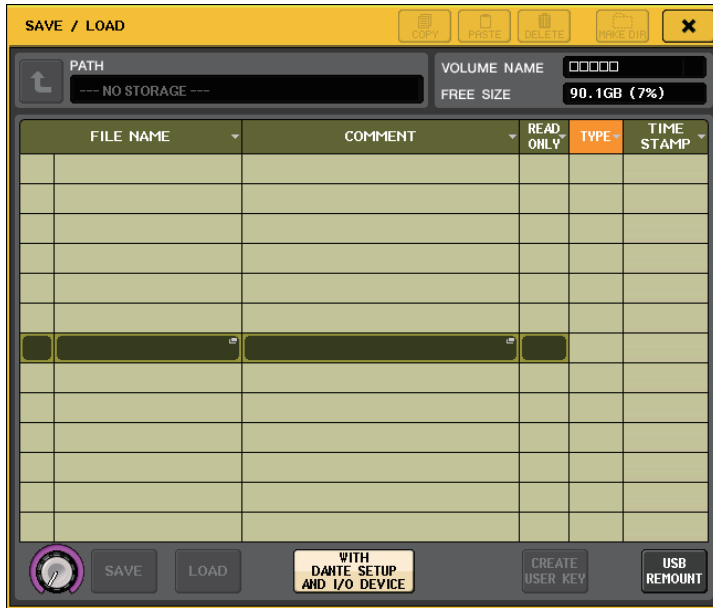 SAVE / LOAD
COPY
PASTE
DELETE
MAKE DIR
PATH
--- NO STORAGE ---
VOLUME NAME □□□□□
FREE SIZE 90.1GB (7%)
FILE NAME
COMMENT
READ ONLY
TYPE
TIME STAMP
SAVE
LOAD
WITH
DANTE SETUP
AND I/O DEVICE
CREATE
USER KEY
USB
REMOUNT